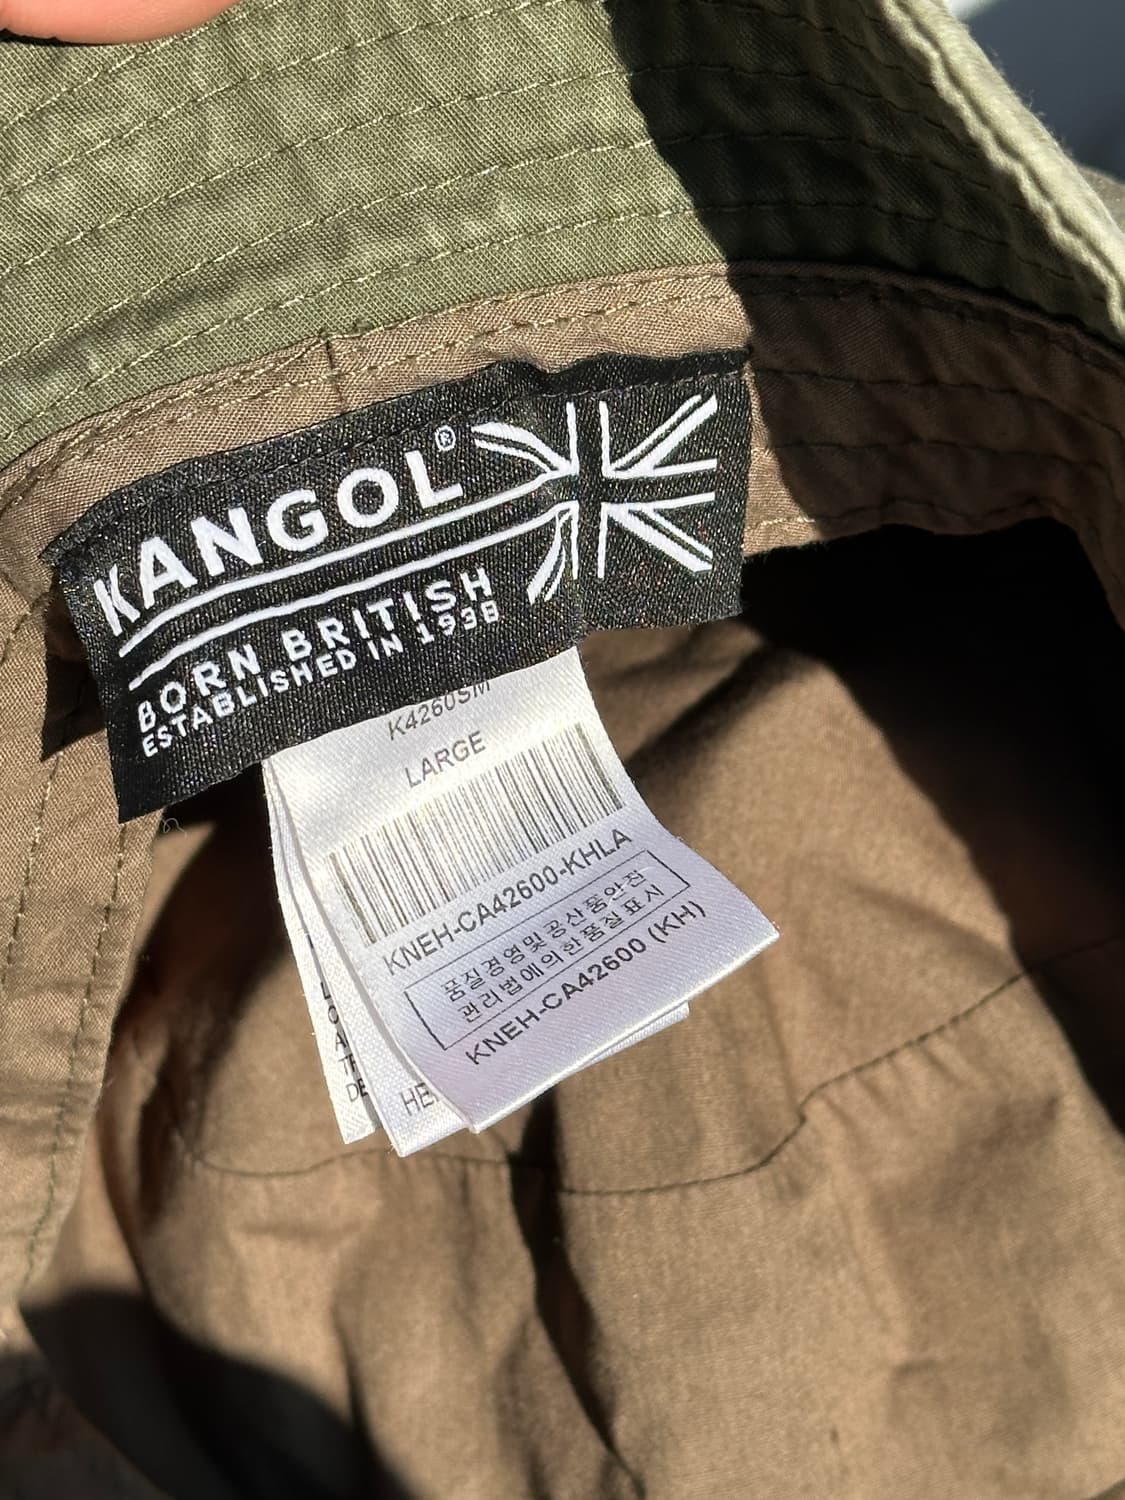 KANGOL®
BORN BRITISH
ESTABLISHED IN 1938
K4260SM
LARGE
KNEH-CA42600-KHLA
품질경영및공산품안전
관리법에의한품질표시
KNEH-CA42600 (KH)